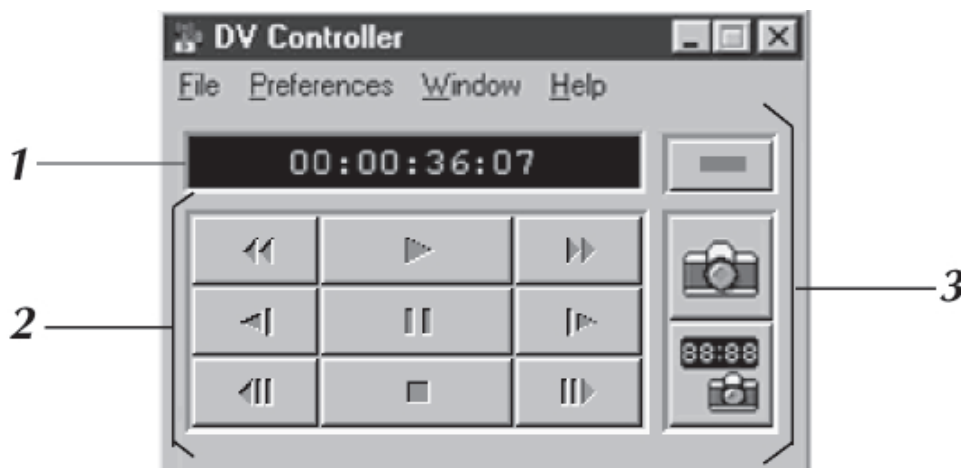 DV Controller
File Preferences Window Help
1
00:00:36:07
2
3
88:88